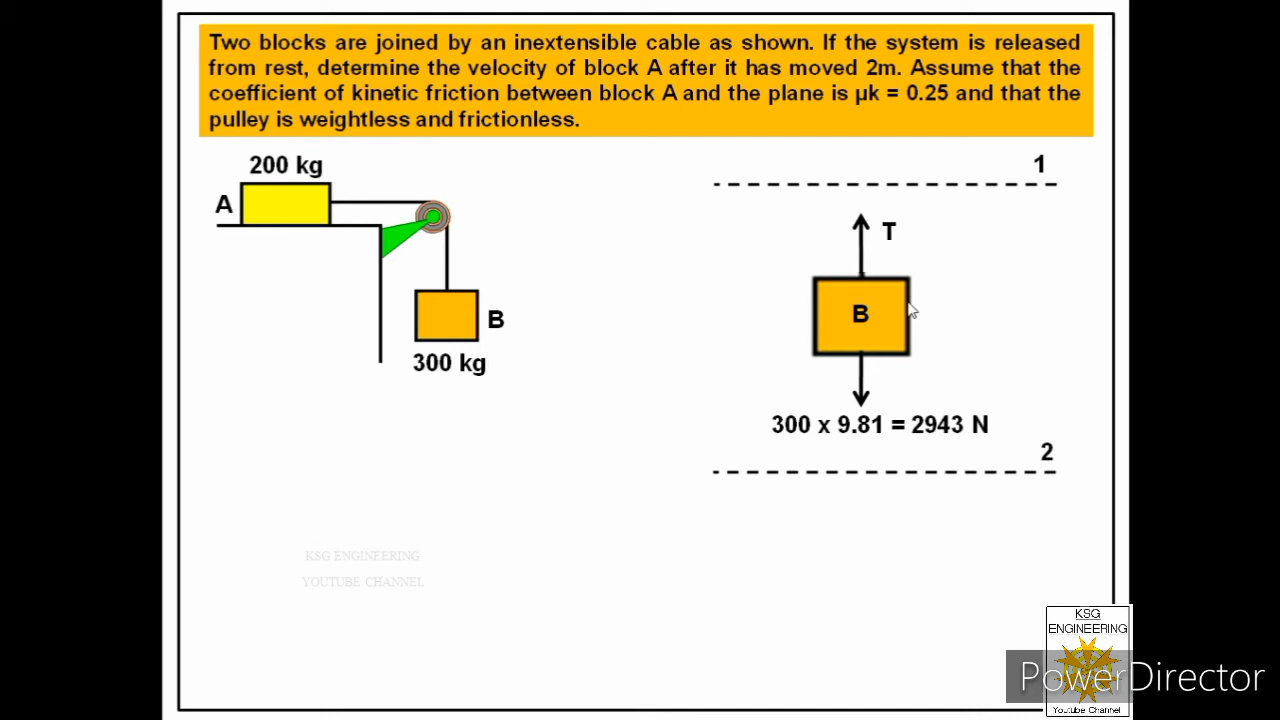 Two blocks are joined by an inextensible cable as shown. If the system is released
from rest, determine the velocity of block A after it has moved 2m. Assume that the
coefficient of kinetic friction between block A and the plane is µk = 0.25 and that the
pulley is weightless and frictionless.
200 kg
A
B
300 kg
1
T
B
300 x 9.81 = 2943 N
2
KSG ENGINEERING
YOUTUBE CHANNEL
KSG
ENGINEERING
PowerDirector
Youtube Channel